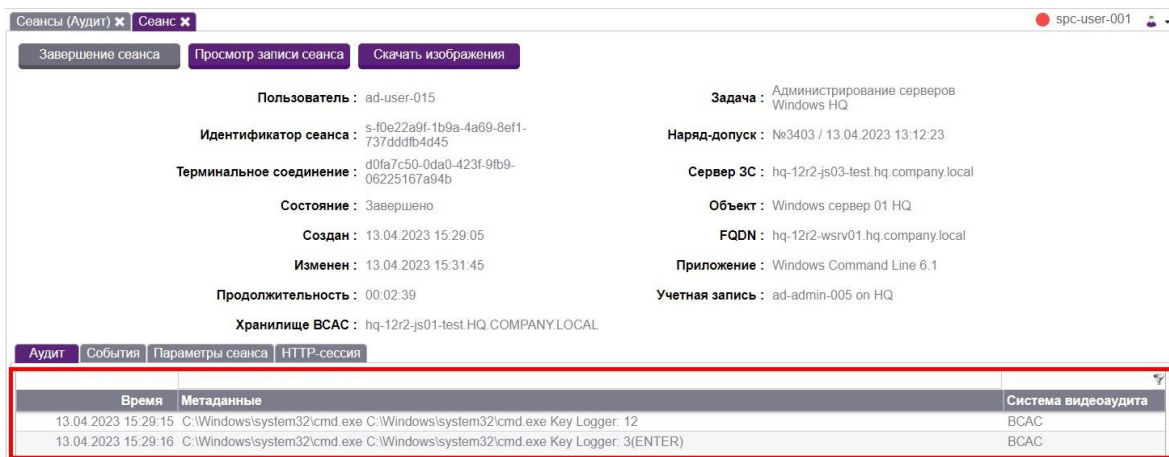 Сеансы (Аудит) Сеанс spc-user-001
Завершение сеанса Просмотр записи сеанса Скачать изображения
Пользователь : ad-user-015
Идентификатор сеанса : s-f0e22a9f-1b9a-4a69-8ef1-
737dddfb4d45
Терминальное соединение : d0fa7c50-0da0-423f-9fb9-
06225167a94b
Состояние : Завершено
Создан : 13.04.2023 15:29:05
Изменен : 13.04.2023 15:31:45
Продолжительность : 00:02:39
Хранилище ВСАС : hq-12r2-js01-test.HQ.COMPANY.LOCAL
Задача : Администрирование серверов
Windows HQ
Наряд-допуск : №3403 / 13.04.2023 13:12:23
Сервер ЗС : hq-12r2-js03-test.hq.company.local
Объект : Windows сервер 01 HQ
FQDN : hq-12r2-wsrv01.hq.company.local
Приложение : Windows Command Line 6.1
Учетная запись : ad-admin-005 on HQ
Аудит События Параметры сеанса HTTP-сессия
Время Метаданные Система видеоаудита
13.04.2023 15:29:15 C:\Windows\system32\cmd.exe C:\Windows\system32\cmd.exe Key Logger: 12 ВСАС
13.04.2023 15:29:16 C:\Windows\system32\cmd.exe C:\Windows\system32\cmd.exe Key Logger: 3(ENTER) ВСАС